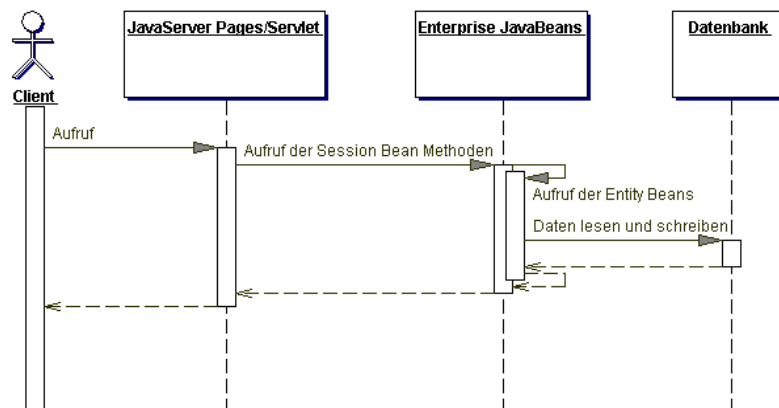 JavaServer Pages/Servlet
Enterprise JavaBeans
Datenbank
Client
Aufruf
Aufruf der Session Bean Methoden
Aufruf der Entity Beans
Daten lesen und schreiben